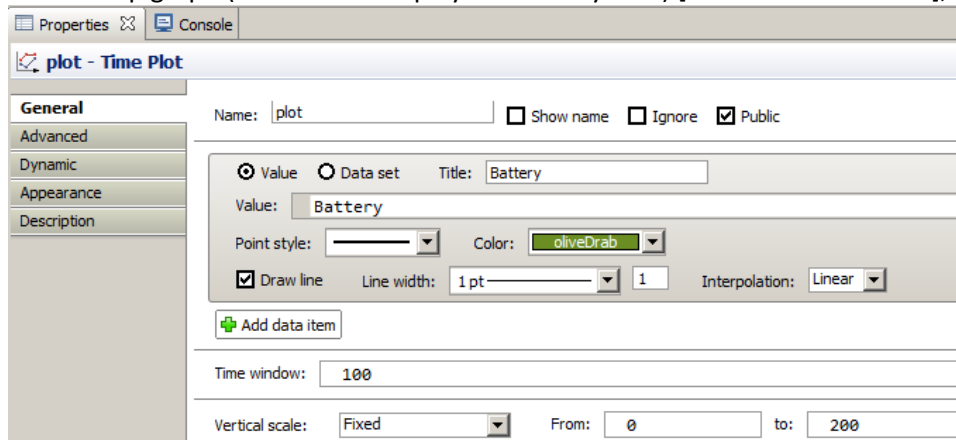 Properties Console
plot - Time Plot
General
Name: plot Show name Ignore Public
Advanced
Dynamic
Value Data set Title: Battery
Appearance
Value: Battery
Description
Point style: Color: oliveDrab
Draw line Line width: 1 pt 1 Interpolation: Linear
Add data item
Time window: 100
Vertical scale: Fixed From: 0 to: 200